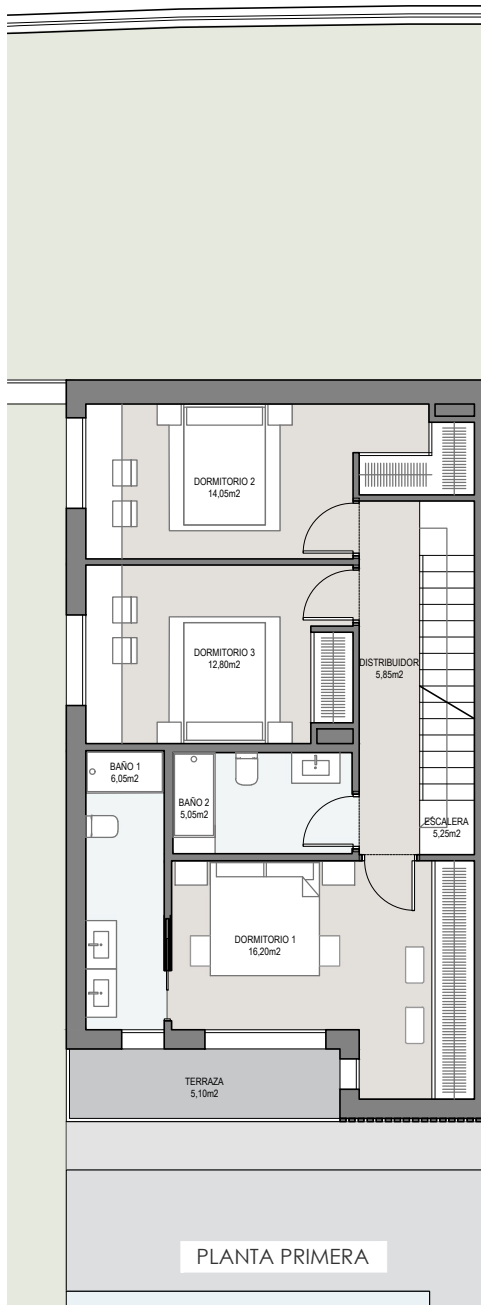 DORMITORIO 2
14,05m2
DORMITORIO 3
12,80m2
DISTRIBUIDOR
5,85m2
BAÑO 1
6,05m2
BAÑO 2
5,05m2
ESCALERA
5,25m2
DORMITORIO 1
16,20m2
TERRAZA
5,10m2
PLANTA PRIMERA